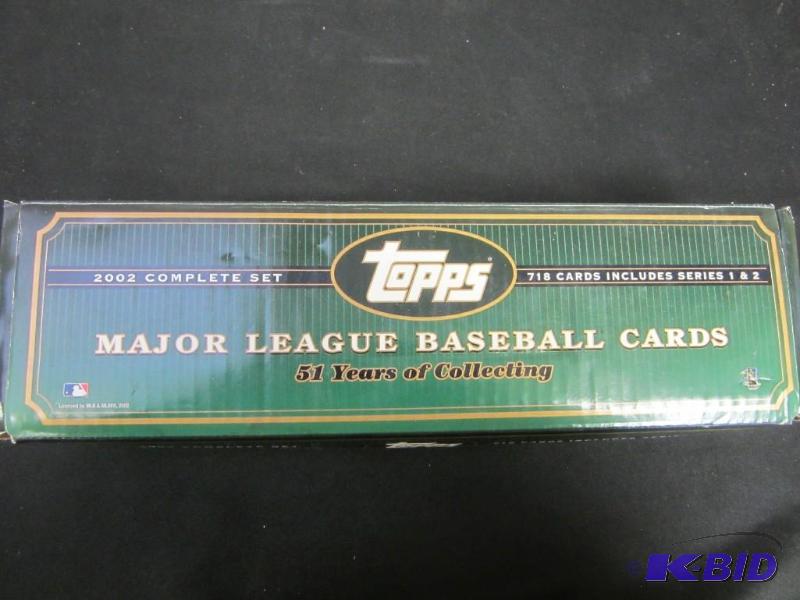 2002 COMPLETE SET
topps
718 CARDS INCLUDES SERIES 1 & 2
MAJOR LEAGUE BASEBALL CARDS
51 Years of Collecting
topps
K-BID